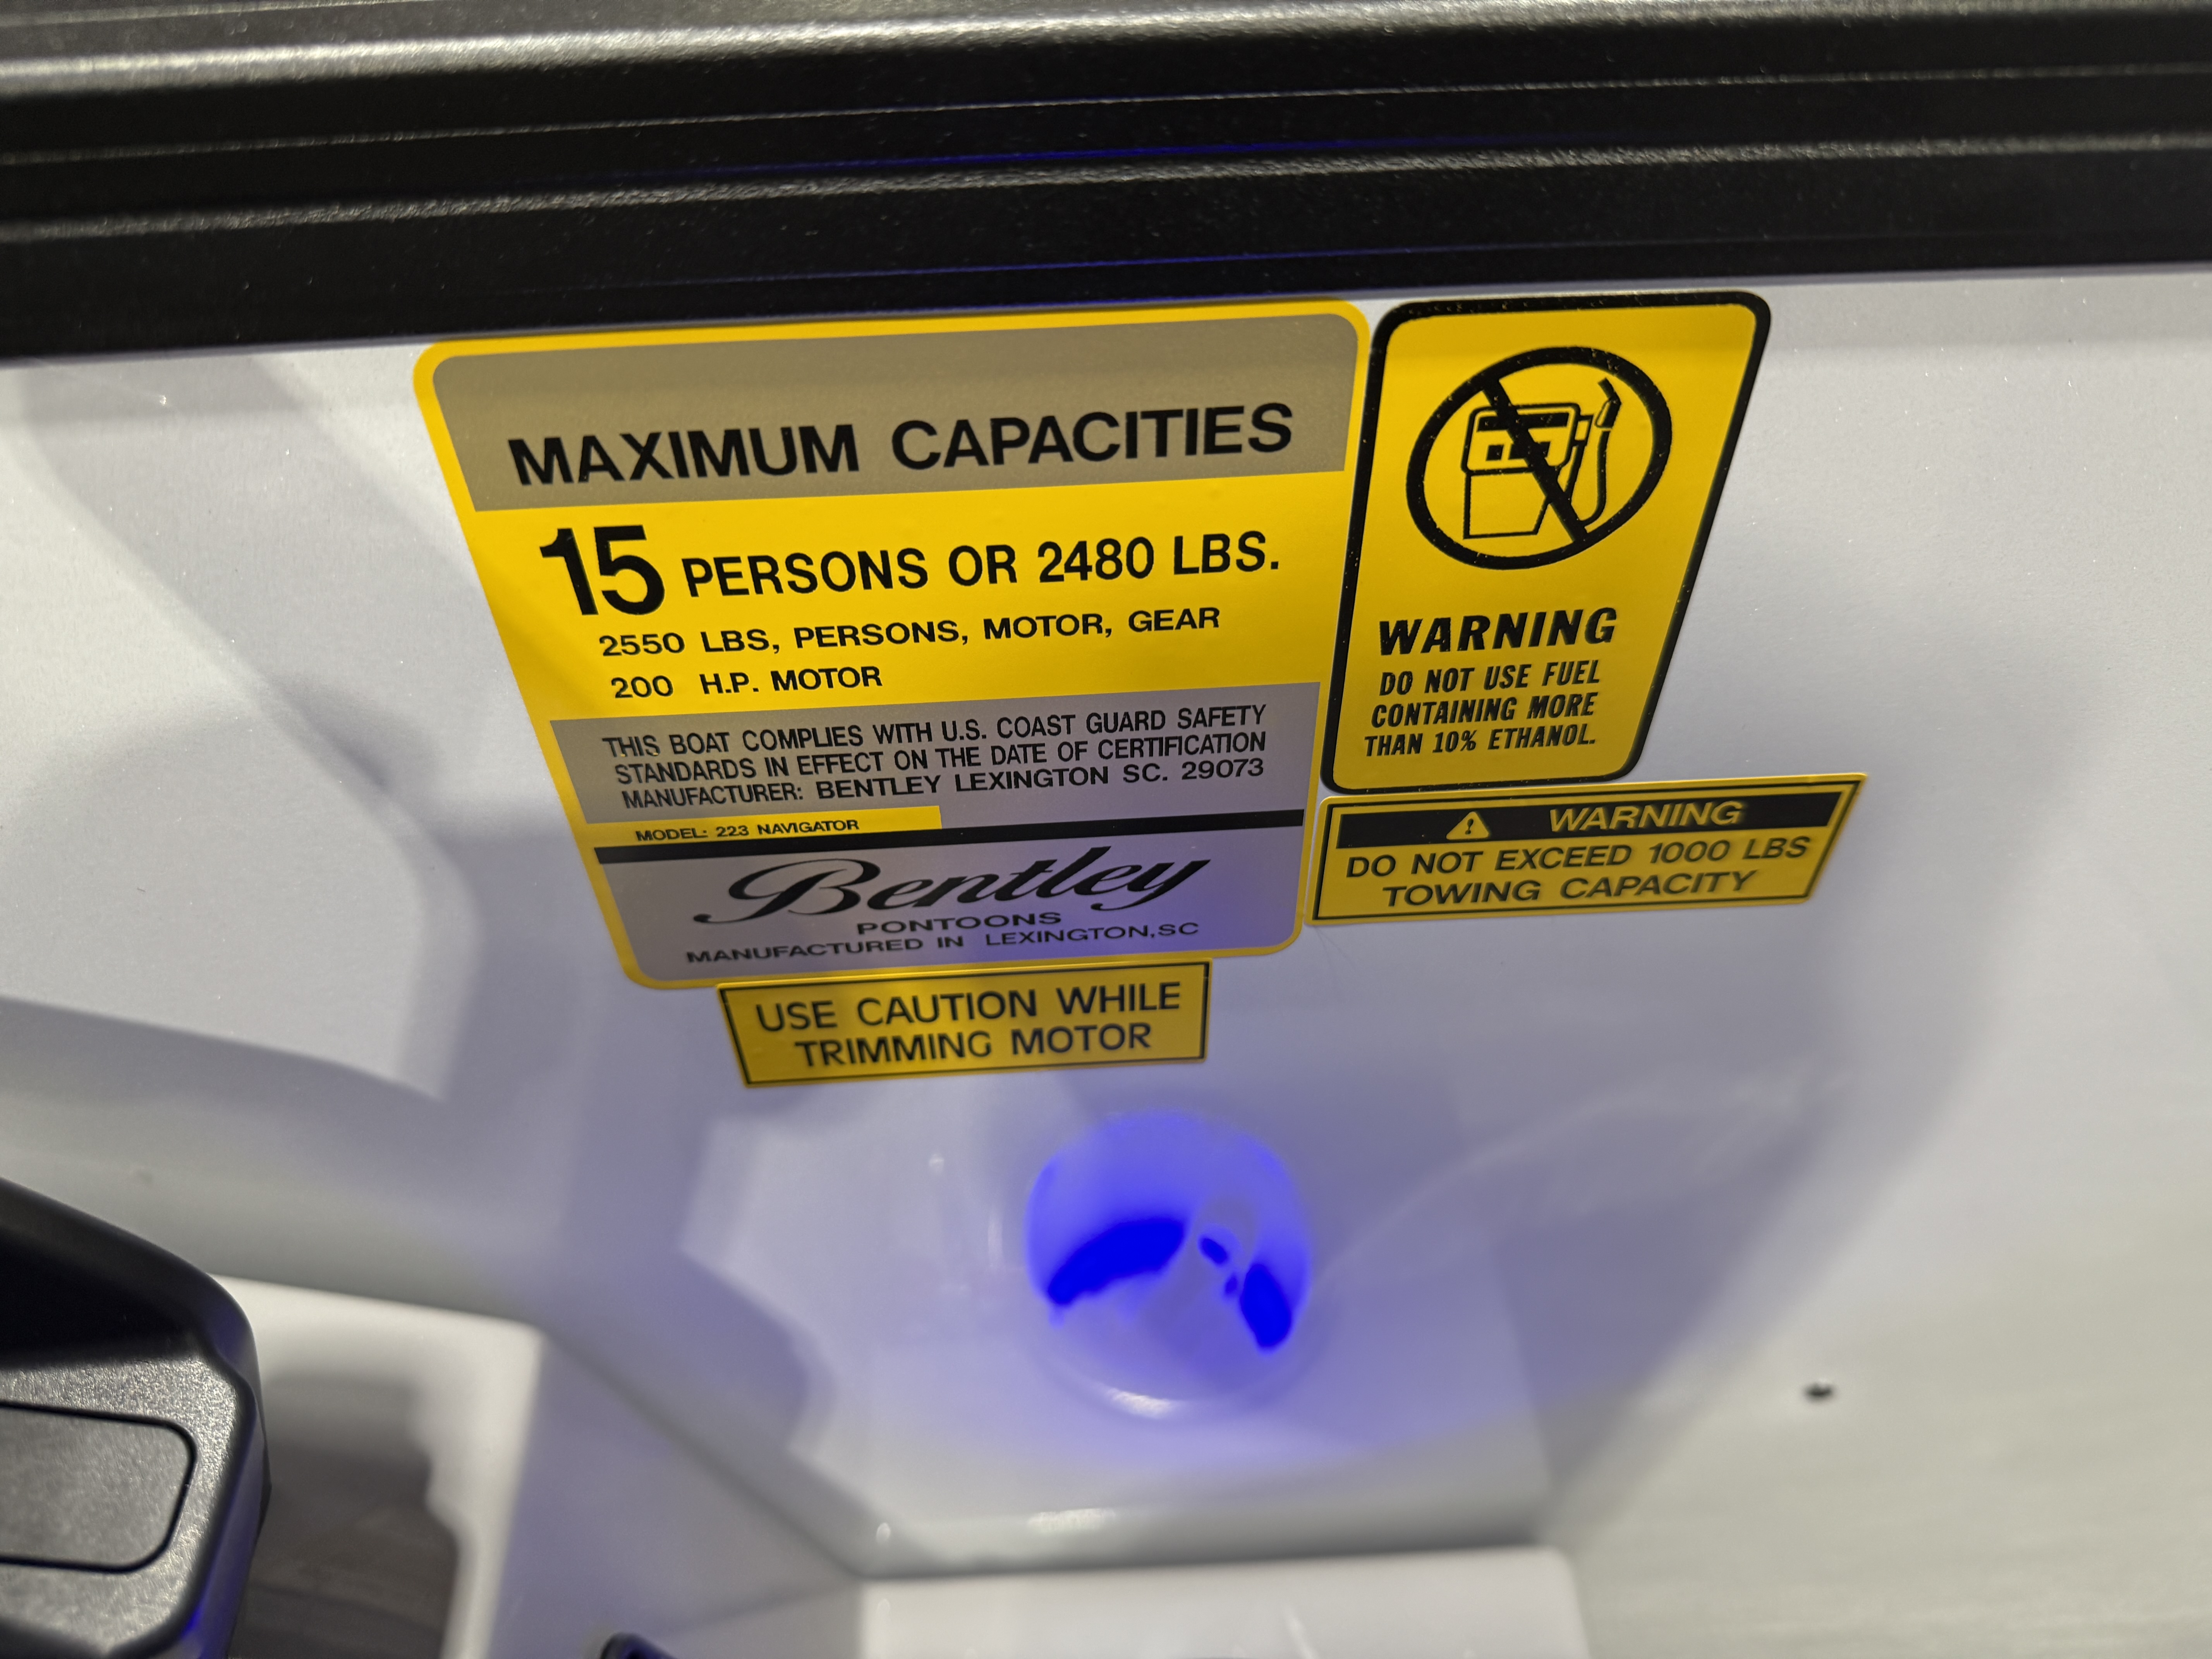 MAXIMUM CAPACITIES
15 PERSONS OR 2480 LBS.
2550 LBS, PERSONS, MOTOR, GEAR
200 H.P. MOTOR
THIS BOAT COMPLIES WITH U.S. COAST GUARD SAFETY
STANDARDS IN EFFECT ON THE DATE OF CERTIFICATION
MANUFACTURER: BENTLEY LEXINGTON SC. 29073
MODEL: 223 NAVIGATOR
Bentley
PONTOONS
MANUFACTURED IN LEXINGTON,SC
USE CAUTION WHILE
TRIMMING MOTOR
WARNING
DO NOT USE FUEL
CONTAINING MORE
THAN 10% ETHANOL.
WARNING
DO NOT EXCEED 1000 LBS
TOWING CAPACITY